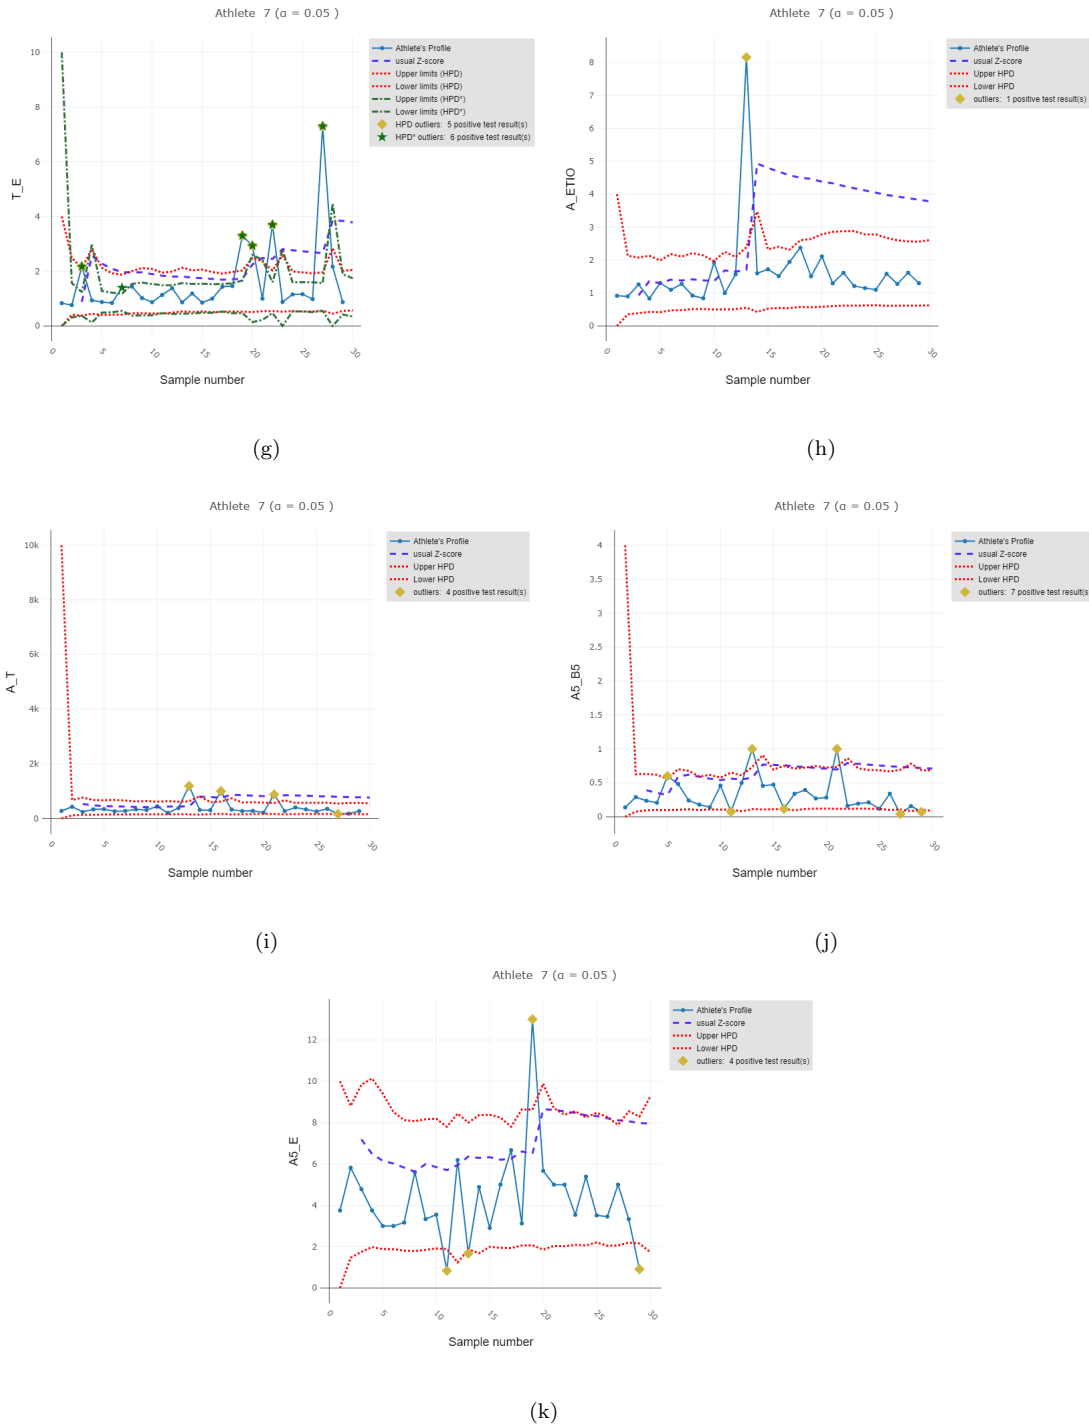 Athlete 7 (α = 0.05 )
T_E
10
8
6
4
2
0
0
5
10
15
20
25
30
Sample number
Athlete's Profile
usual Z-score
Upper limits (HPD)
Lower limits (HPD)
Upper limits (HPD*)
Lower limits (HPD*)
HPD outliers: 5 positive test result(s)
HPD* outliers: 6 positive test result(s)
(g)
Athlete 7 (α = 0.05 )
A_ETIO
8
7
6
5
4
3
2
1
0
0
5
10
15
20
25
30
Sample number
Athlete's Profile
usual Z-score
Upper HPD
Lower HPD
outliers: 1 positive test result(s)
(h)
Athlete 7 (α = 0.05 )
A_T
10k
8k
6k
4k
2k
0
0
5
10
15
20
25
30
Sample number
Athlete's Profile
usual Z-score
Upper HPD
Lower HPD
outliers: 4 positive test result(s)
(i)
Athlete 7 (α = 0.05 )
A5_B5
4
3.5
3
2.5
2
1.5
1
0.5
0
0
5
10
15
20
25
30
Sample number
Athlete's Profile
usual Z-score
Upper HPD
Lower HPD
outliers: 7 positive test result(s
(j)
Athlete 7 (α = 0.05 )
A5_E
12
10
8
6
4
2
0
0
5
10
15
20
25
30
Sample number
Athlete's Profile
usual Z-score
Upper HPD
Lower HPD
outliers: 4 positive test result(s)
(k)